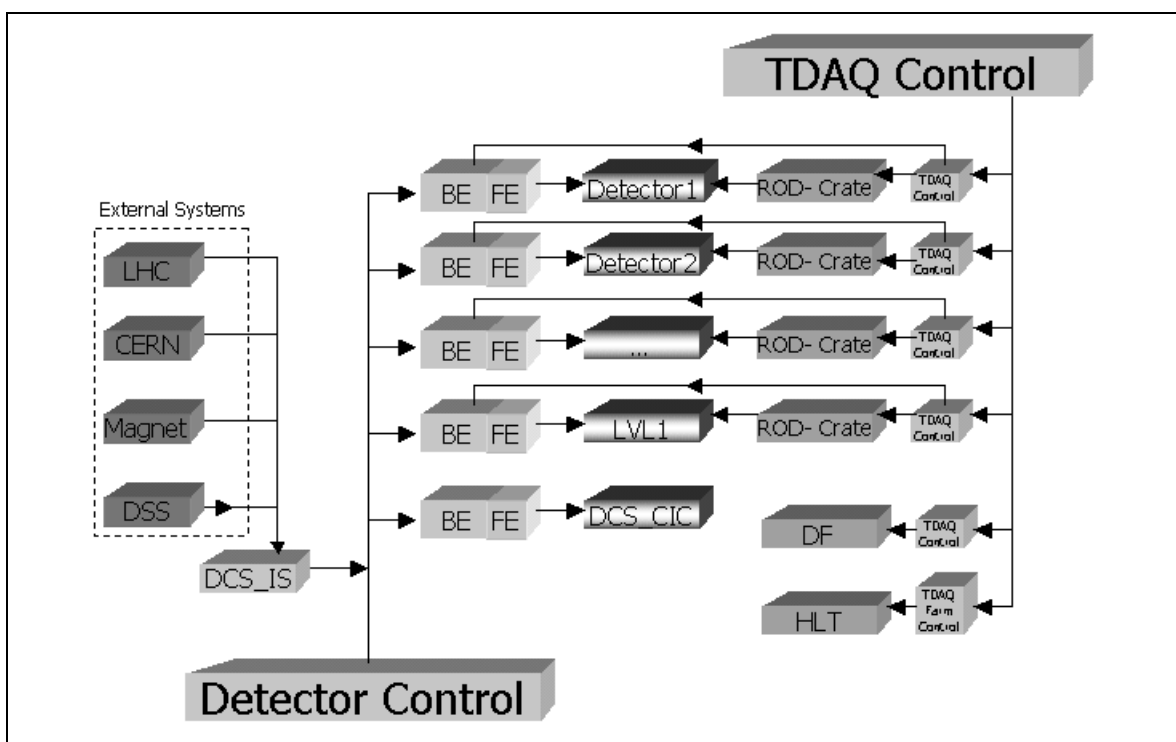 TDAQ Control
BE FE Detector1 ROD- Crate TDAQ
Control
External Systems
LHC
BE FE Detector2 ROD- Crate TDAQ
Control
CERN
BE FE ... ROD- Crate TDAQ
Control
Magnet
BE FE LVL1 ROD- Crate TDAQ
Control
DSS
BE FE DCS_CIC
DF TDAQ
Control
DCS_IS
HLT TDAQ
Farm
Control
Detector Control